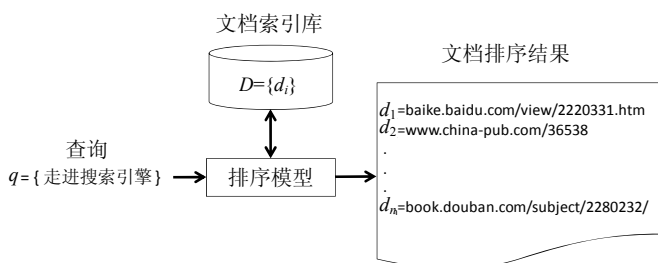 文档索引库
D={di}
文档排序结果
查询
q={走进搜索引擎}
排序模型
d1=baike.baidu.com/view/2220331.htm
d2=www.china-pub.com/36538
.
.
.
dn=book.douban.com/subject/2280232/